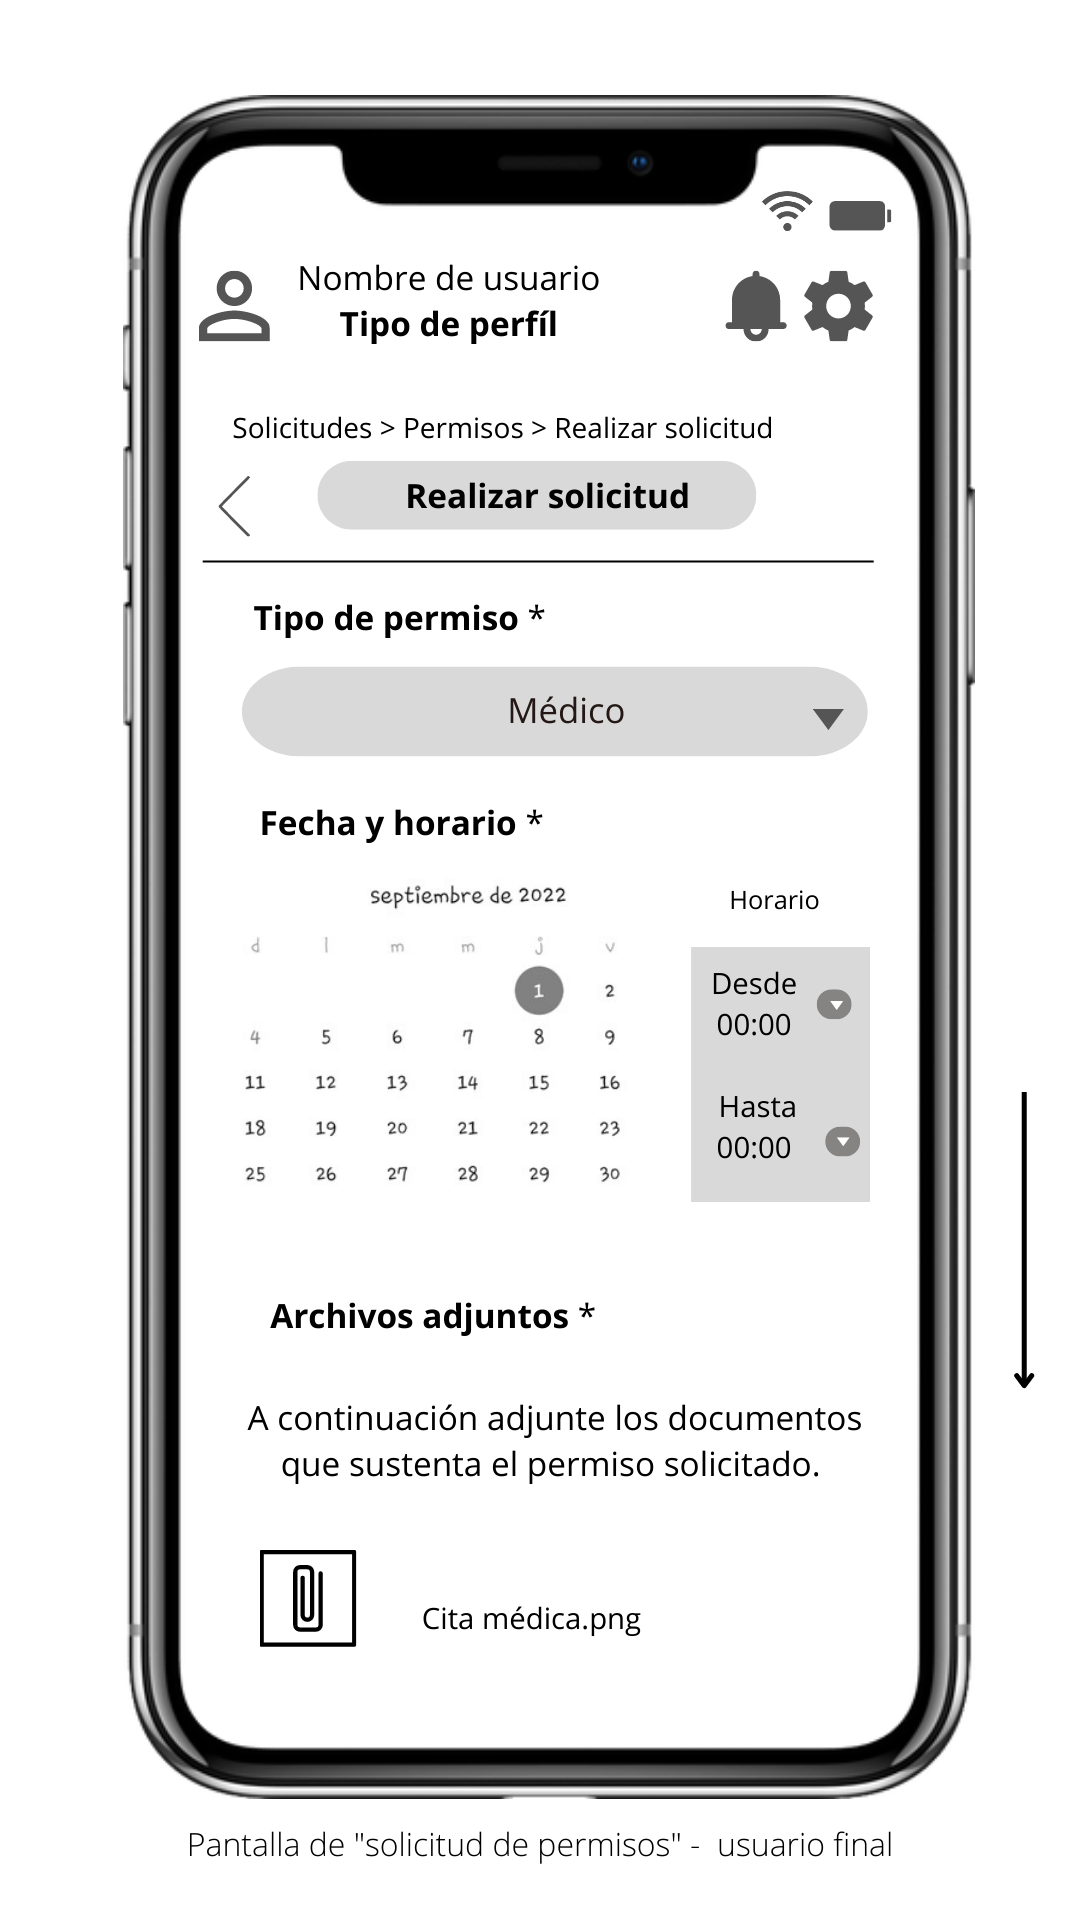 Nombre de usuario
Tipo de perfíl
Solicitudes > Permisos > Realizar solicitud
Realizar solicitud
Tipo de permiso *
Médico
Fecha y horario *
septiembre de 2022
Horario
d l m m j v
1 2
4 5 6 7 8 9
11 12 13 14 15 16
18 19 20 21 22 23
25 26 27 28 29 30
Desde
00:00
Hasta
00:00
Archivos adjuntos *
A continuación adjunte los documentos
que sustenta el permiso solicitado.
Cita médica.png
Pantalla de "solicitud de permisos" - usuario final